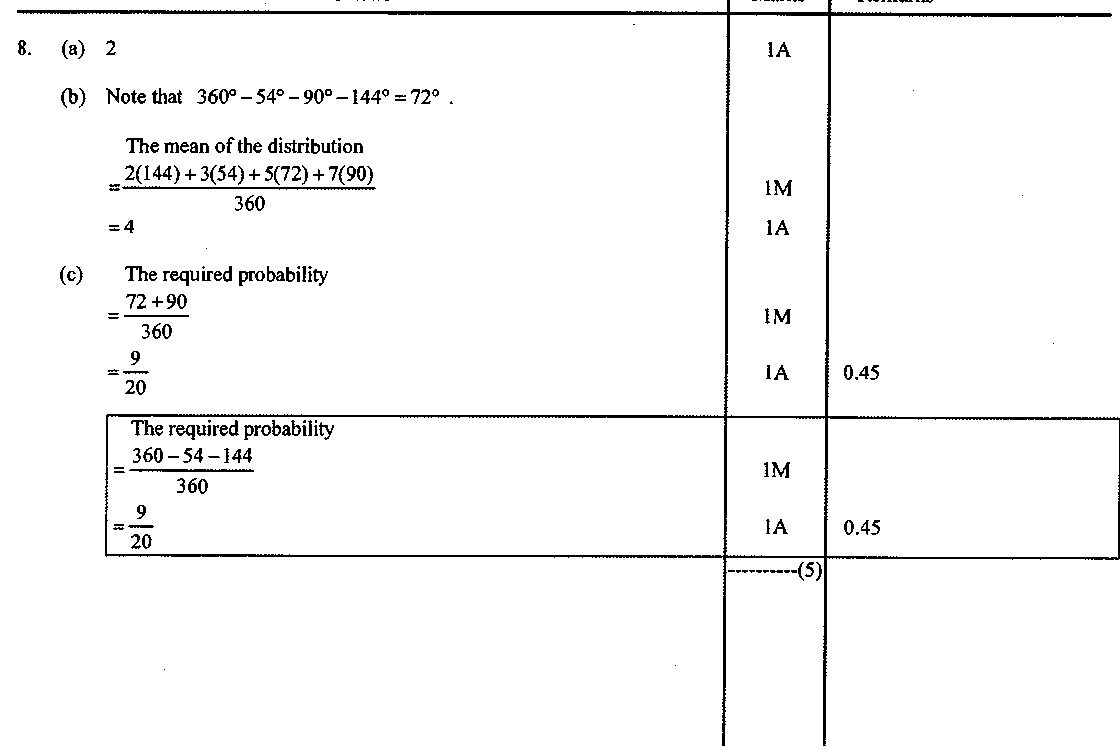 8. (a) 2 1A
(b) Note that 360° – 54° – 90° – 144° = 72° .
The mean of the distribution
= 2(144) + 3(54) + 5(72) + 7(90) / 360 1M
= 4 1A
(c) The required probability
= 72 + 90 / 360 1M
= 9 / 20 1A 0.45
The required probability
= 360 – 54 – 144 / 360 1M
= 9 / 20 1A 0.45
----------(5)